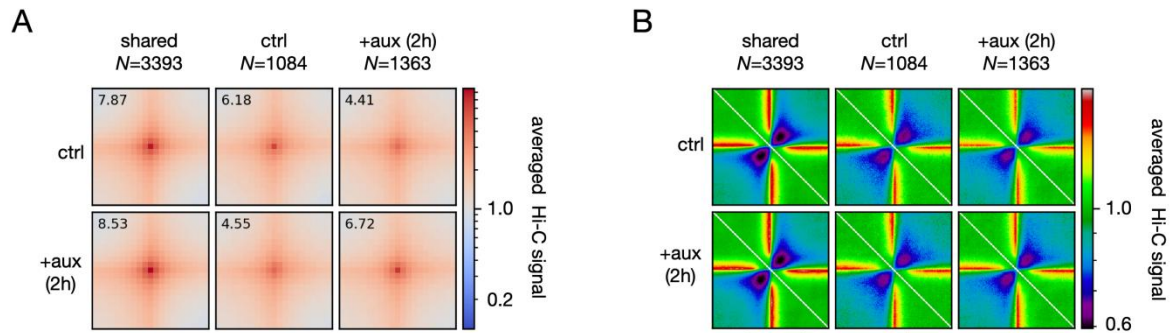 A
shared
N=3393
ctrl
N=1084
+aux (2h)
N=1363
ctrl
7.87
6.18
4.41
+aux
(2h)
8.53
4.55
6.72
1.0
0.2
averaged Hi-C signal
B
shared
N=3393
ctrl
N=1084
+aux (2h)
N=1363
ctrl
+aux
(2h)
1.0
0.6
averaged Hi-C signal